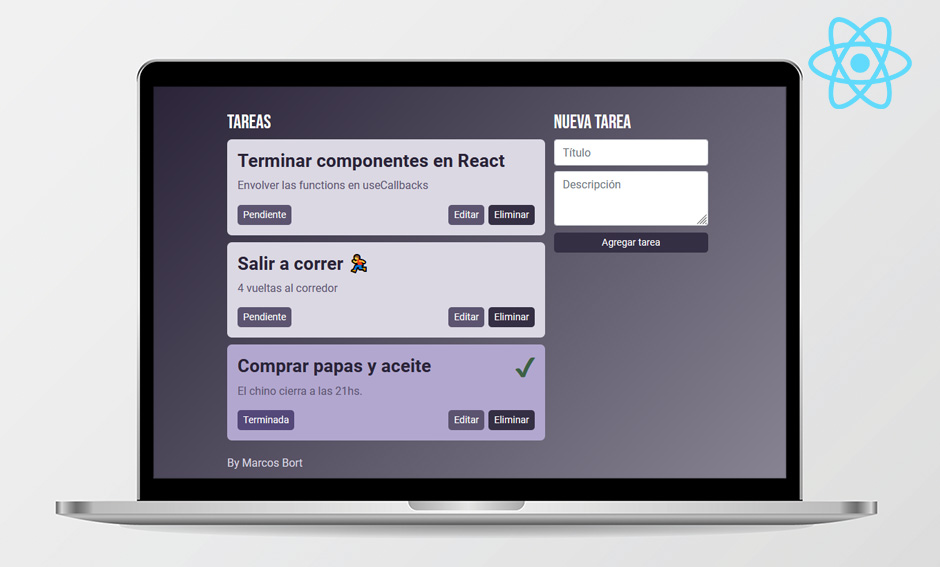 TAREAS
Terminar componentes en React
Envolver las functions en useCallbacks
Pendiente
Editar
Eliminar
Salir a correr 🏃
4 vueltas al corredor
Pendiente
Editar
Eliminar
Comprar papas y aceite
El chino cierra a las 21hs.
Terminada
Editar
Eliminar
By Marcos Bort
NUEVA TAREA
Título
Descripción
Agregar tarea